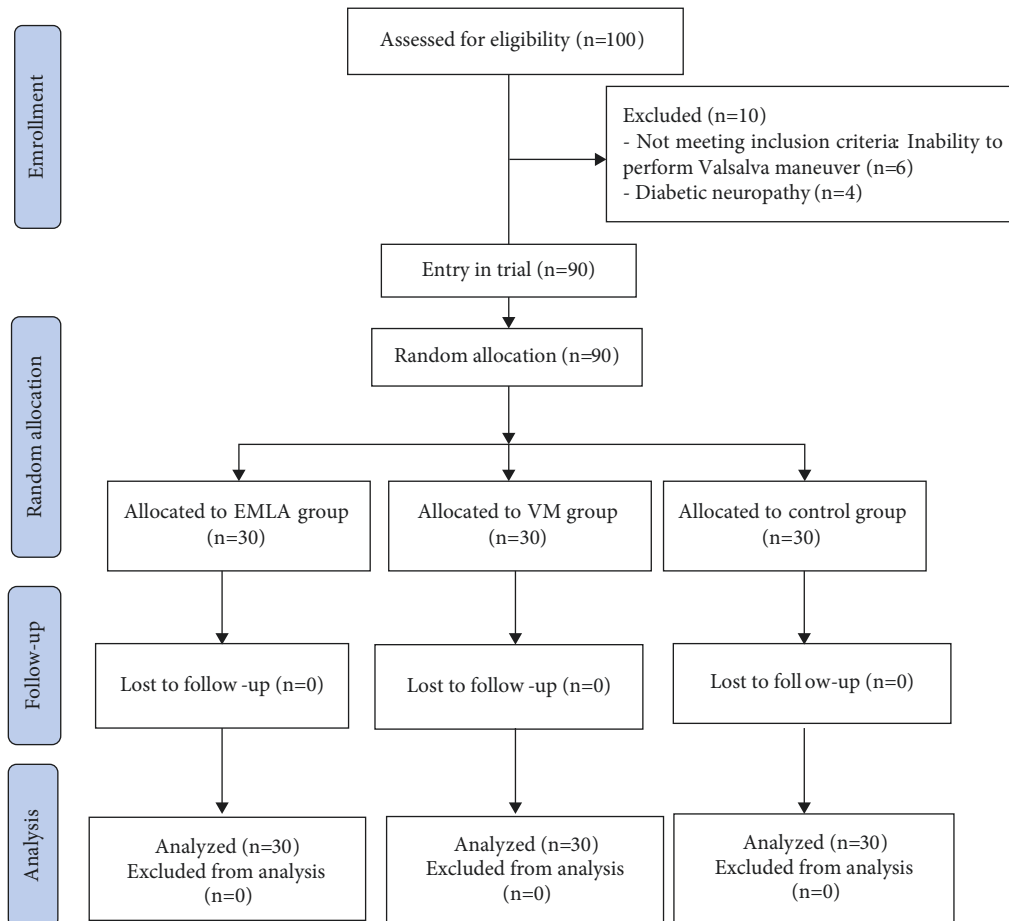 Emrollment
Assessed for eligibility (n=100)
Excluded (n=10)
- Not meeting inclusion criteria: Inability to
perform Valsalva maneuver (n=6)
- Diabetic neuropathy (n=4)
Entry in trial (n=90)
Random allocation
Random allocation (n=90)
Allocated to EMLA group
(n=30)
Allocated to VM group
(n=30)
Allocated to control group
(n=30)
Follow-up
Lost to follow -up (n=0)
Lost to follow -up (n=0)
Lost to foll ow-up (n=0)
Analysis
Analyzed (n=30)
Excluded from analysis
(n=0)
Analyzed (n=30)
Excluded from analysis
(n=0)
Analyzed (n=30)
Excluded from analysis
(n=0)